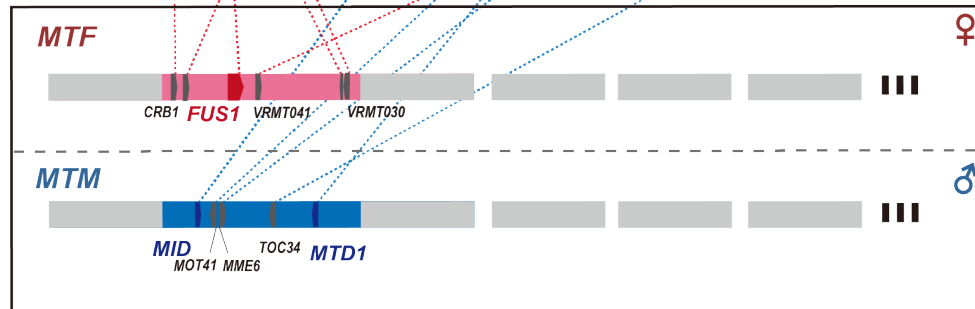 MTF ♀
CRB1 FUS1 VRMT041 VRMT030
MTM ♂
MID MOT41 MME6 TOC34 MTD1